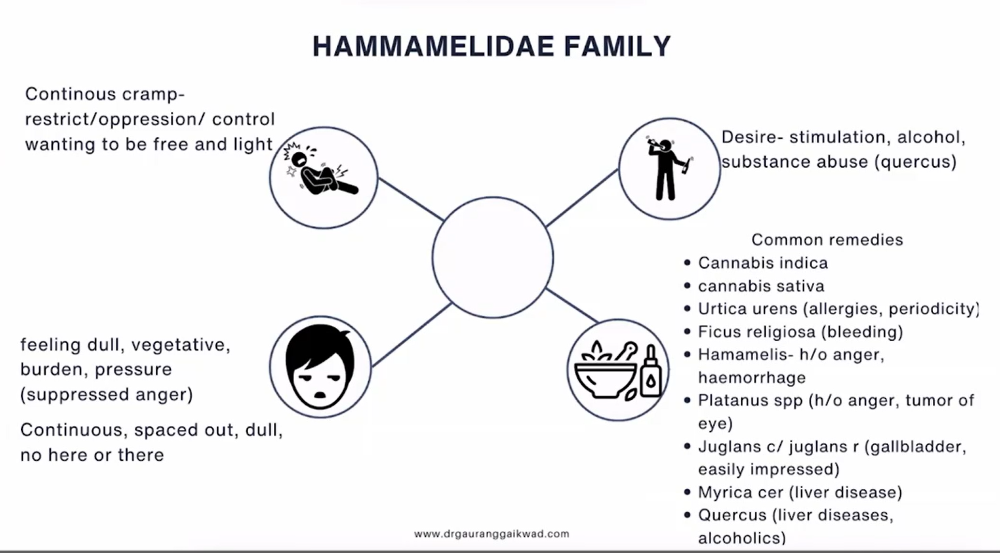 HAMMAMELIDAE FAMILY
Continous cramp-
restrict/oppression/ control
wanting to be free and light
Desire- stimulation, alcohol,
substance abuse (quercus)
feeling dull, vegetative,
burden, pressure
(suppressed anger)
Continuous, spaced out, dull,
no here or there
Common remedies
• Cannabis indica
• cannabis sativa
• Urtica urens (allergies, periodicity)
• Ficus religiosa (bleeding)
• Hamamelis- h/o anger,
haemorrhage
• Platanus spp (h/o anger, tumor of
eye)
• Juglans c/ juglans r (gallbladder,
easily impressed)
• Myrica cer (liver disease)
• Quercus (liver diseases,
alcoholics)
www.drgauranggaikwad.com